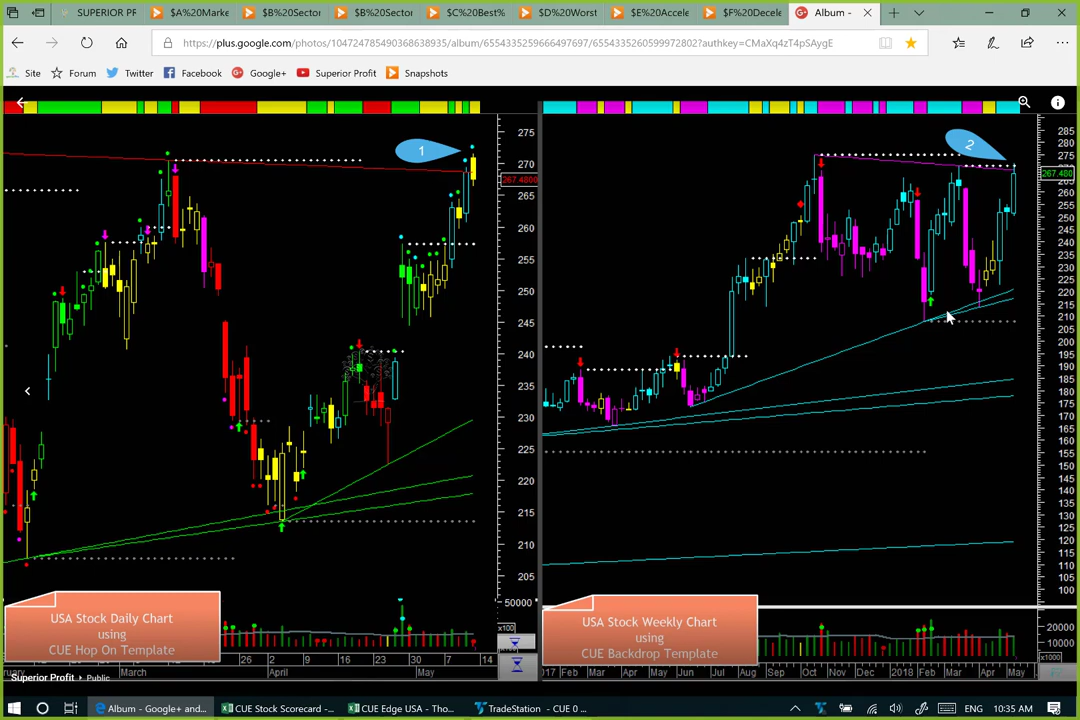 SUPERIOR PF
$A%20Marke
$B%20Sector
$B%20Sector
$C%20Best%
$D%20Worst
$E%20Accele
$F%20Decele
Album -
https://plus.google.com/photos/104724785490368638935/album/6554335259666497697/6554335260599972802?authkey=CMaXq4zT4pSAygE
Site
Forum
Twitter
Facebook
Google+
Superior Profit
Snapshots
1
275
270
267.4800
260
255
250
245
240
235
230
225
220
215
210
205
50000
x100
USA Stock Daily Chart
using
CUE Hop On Template
March
26
2
April
9
16
23
30
May
7
14
Superior Profit
Public
2
285
280
275
270
267.480
260
255
250
245
240
235
230
225
220
215
210
205
200
195
190
185
180
175
170
165
160
155
150
145
140
135
130
125
120
115
110
105
100
20000
10000
x1000
USA Stock Weekly Chart
using
CUE Backdrop Template
Feb
Mar
Apr
May
Jun
Jul
Aug
Sep
Oct
Nov
Dec
2018
Feb
Mar
Apr
May
Album - Google+ and...
CUE Stock Scorecard -...
CUE Edge USA - Tho...
TradeStation - CUE 0 ...
ENG
10:35 AM